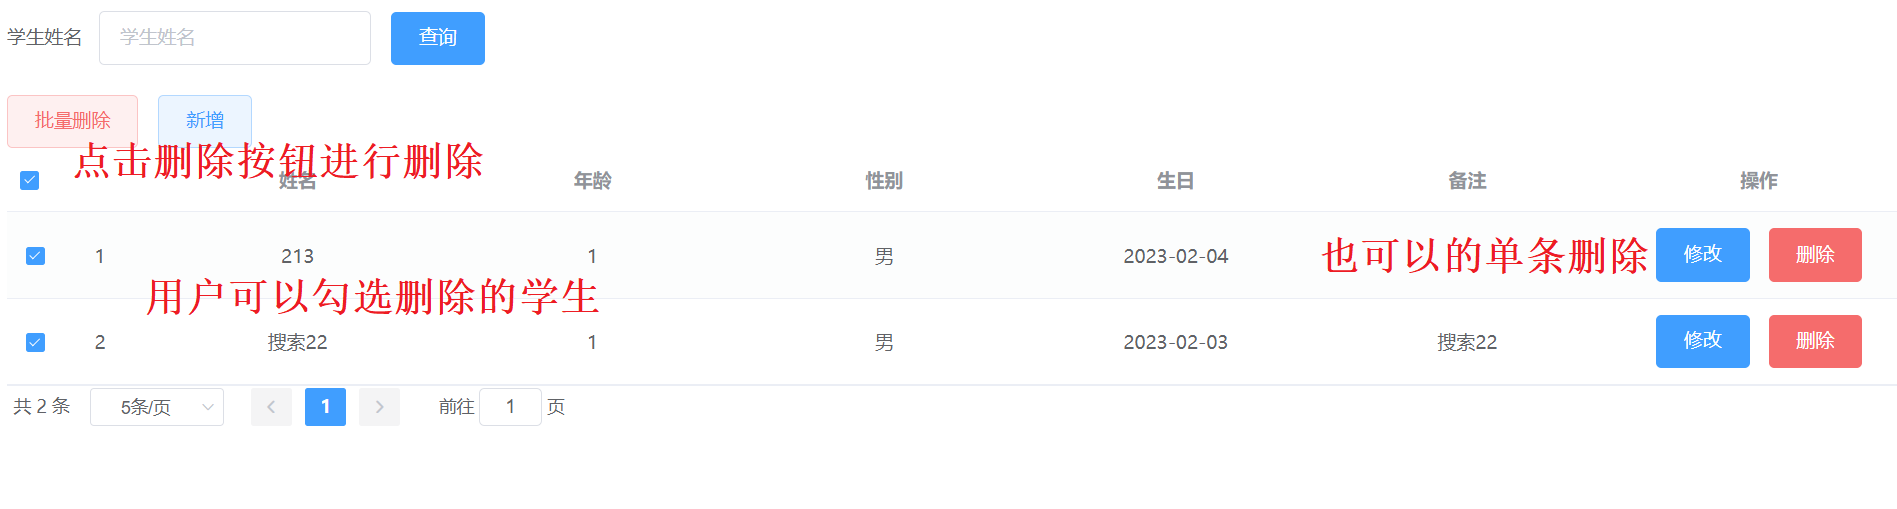 学生姓名 学生姓名 查询
批量删除 新增
点击删除按钮进行删除
姓名 年龄 性别 生日 备注 操作
1 213 1 男 2023-02-04 也可以的单条删除 修改 删除
用户可以勾选删除的学生
2 搜索22 1 男 2023-02-03 搜索22 修改 删除
共 2 条 5条/页 1 前往 1 页